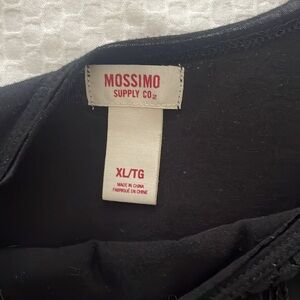 MOSSIMO
SUPPLY CO.
XL/TG
MADE IN CHINA
FABRIQUÉ EN CHINE